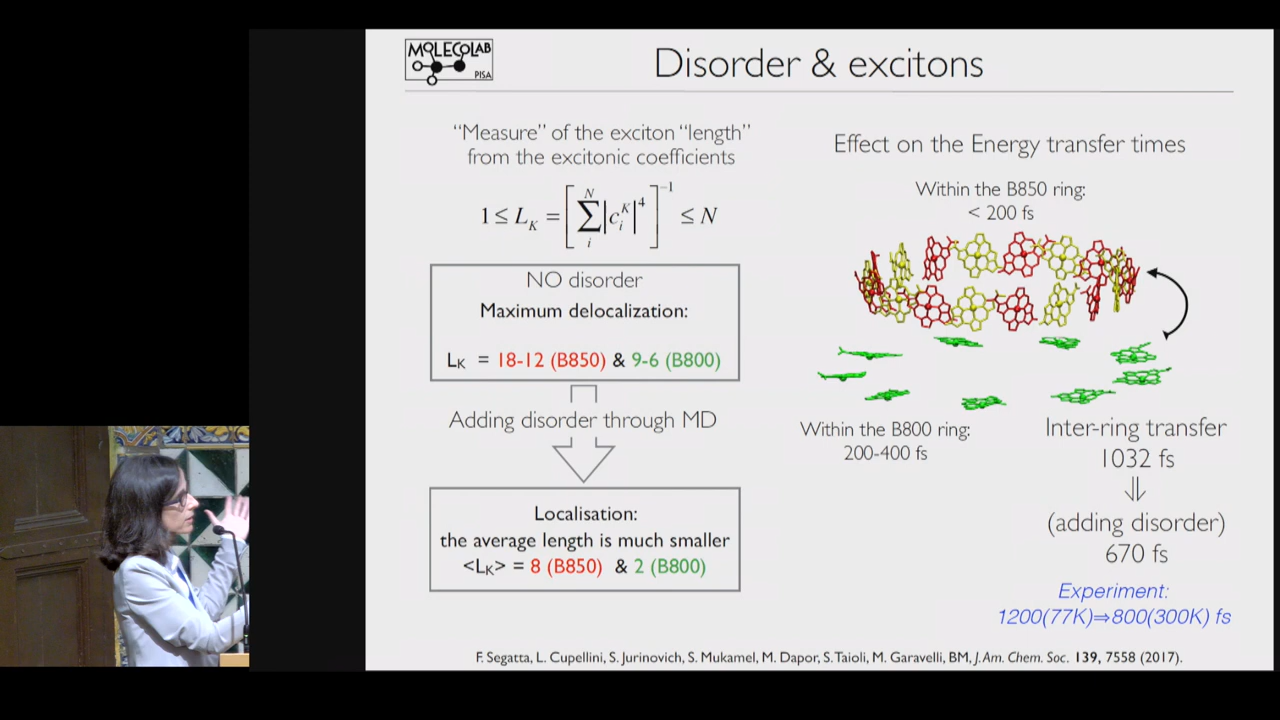 MOLECOLAB
PISA
Disorder & excitons
“Measure” of the exciton “length”
from the excitonic coefficients
1 ≤ L_K = [ ∑_i^N |c_i^K|^4 ]^-1 ≤ N
NO disorder
Maximum delocalization:
L_K = 18-12 (B850) & 9-6 (B800)
Adding disorder through MD
Localisation:
the average length is much smaller
<L_K> = 8 (B850) & 2 (B800)
Effect on the Energy transfer times
Within the B850 ring:
< 200 fs
Within the B800 ring:
200-400 fs
Inter-ring transfer
1032 fs
⇓
(adding disorder)
670 fs
Experiment:
1200(77K)⇒800(300K) fs
F. Segatta, L. Cupellini, S. Jurinovich, S. Mukamel, M. Dapor, S. Taioli, M. Garavelli, BM, J. Am. Chem. Soc. 139, 7558 (2017).